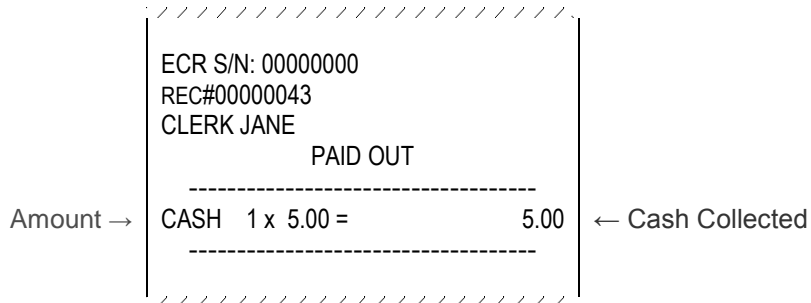 ECR S/N: 00000000
REC#00000043
CLERK JANE
PAID OUT
-----------------------------------
Amount → CASH 1 x 5.00 = 5.00 ← Cash Collected
-----------------------------------